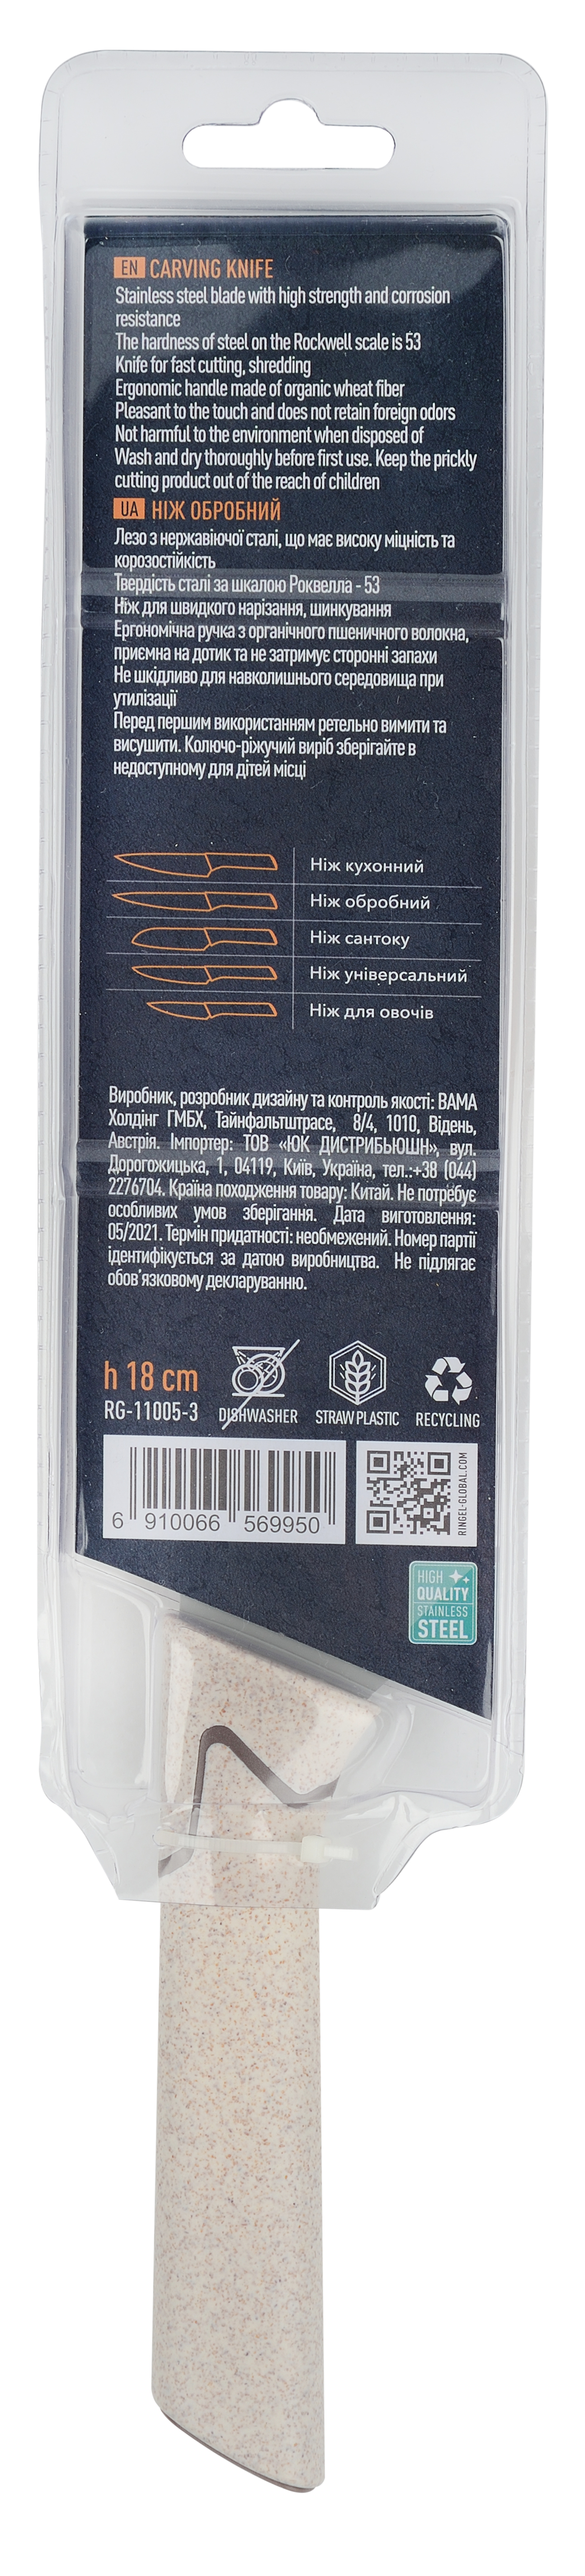 EN CARVING KNIFE
Stainless steel blade with high strength and corrosion
resistance
The hardness of steel on the Rockwell scale is 53
Knife for fast cutting, shredding
Ergonomic handle made of organic wheat fiber
Pleasant to the touch and does not retain foreign odors
Not harmful to the environment when disposed of
Wash and dry thoroughly before first use. Keep the prickly
cutting product out of the reach of children
UA НІЖ ОБРОБНИЙ
Лезо з нержавіючої сталі, що має високу міцність та
корозостійкість
Твердість сталі за шкалою Роквелла - 53
Ніж для швидкого нарізання, шинкування
Ергономічна ручка з органічного пшеничного волокна,
приємна на дотик та не затримує сторонні запахи
Не шкідливо для навколишнього середовища при
утилізації
Перед першим використанням ретельно вимити та
висушити. Колючо-ріжучий виріб зберігайте в
недоступному для дітей місці
Ніж кухонний
Ніж обробний
Ніж сантоку
Ніж універсальний
Ніж для овочів
Виробник, розробник дизайну та контроль якості: ВАМА
Холдінг ГМБХ, Тайнфальтштрасе, 8/4, 1010, Відень,
Австрія. Імпортер: ТОВ «ЮК ДИСТРИБЬЮШН», вул.
Дорогожицька, 1, 04119, Київ, Україна, тел.:+38 (044)
2276704. Країна походження товару: Китай. Не потребує
особливих умов зберігання. Дата виготовлення:
05/2021. Термін придатності: необмежений. Номер партії
ідентифікується за датою виробництва. Не підлягає
обов'язковому декларуванню.
h 18 cm
RG-11005-3
DISHWASHER
STRAW PLASTIC
RECYCLING
6 910066 569950
RINGEL-GLOBAL.COM
HIGH
QUALITY
STAINLESS
STEEL